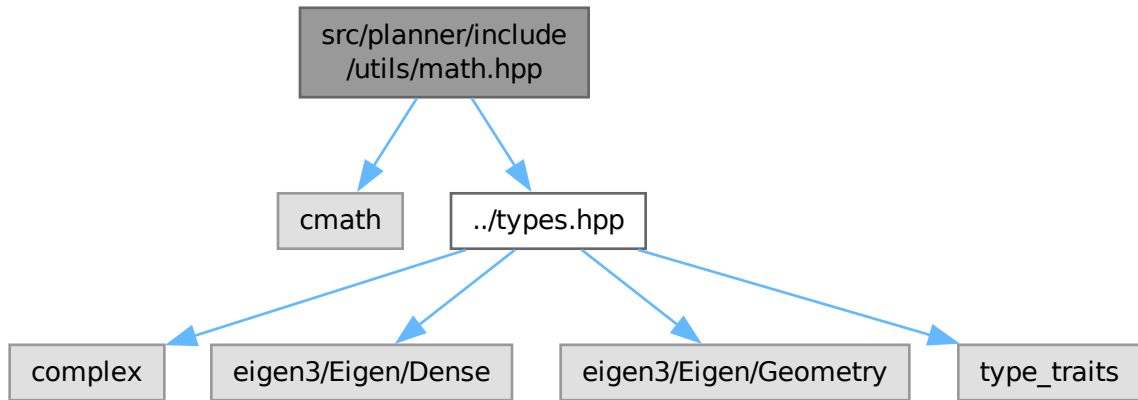 src/planner/include
/utils/math.hpp
cmath
../types.hpp
complex
eigen3/Eigen/Dense
eigen3/Eigen/Geometry
type_traits